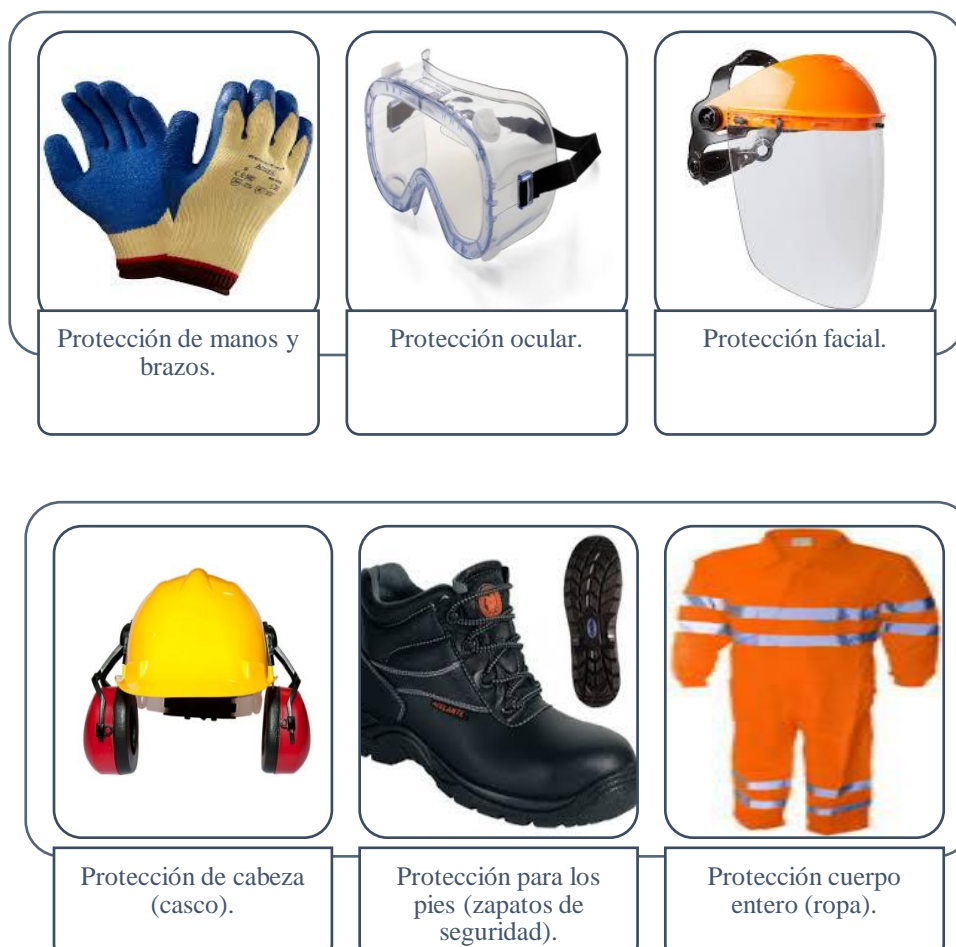 Protección de manos y
brazos.
Protección ocular.
Protección facial.
Protección de cabeza
(casco).
Protección para los
pies (zapatos de
seguridad).
Protección cuerpo
entero (ropa).